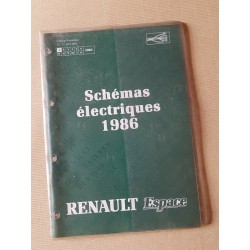 Schémas
électriques
1986
RENAULT Espace